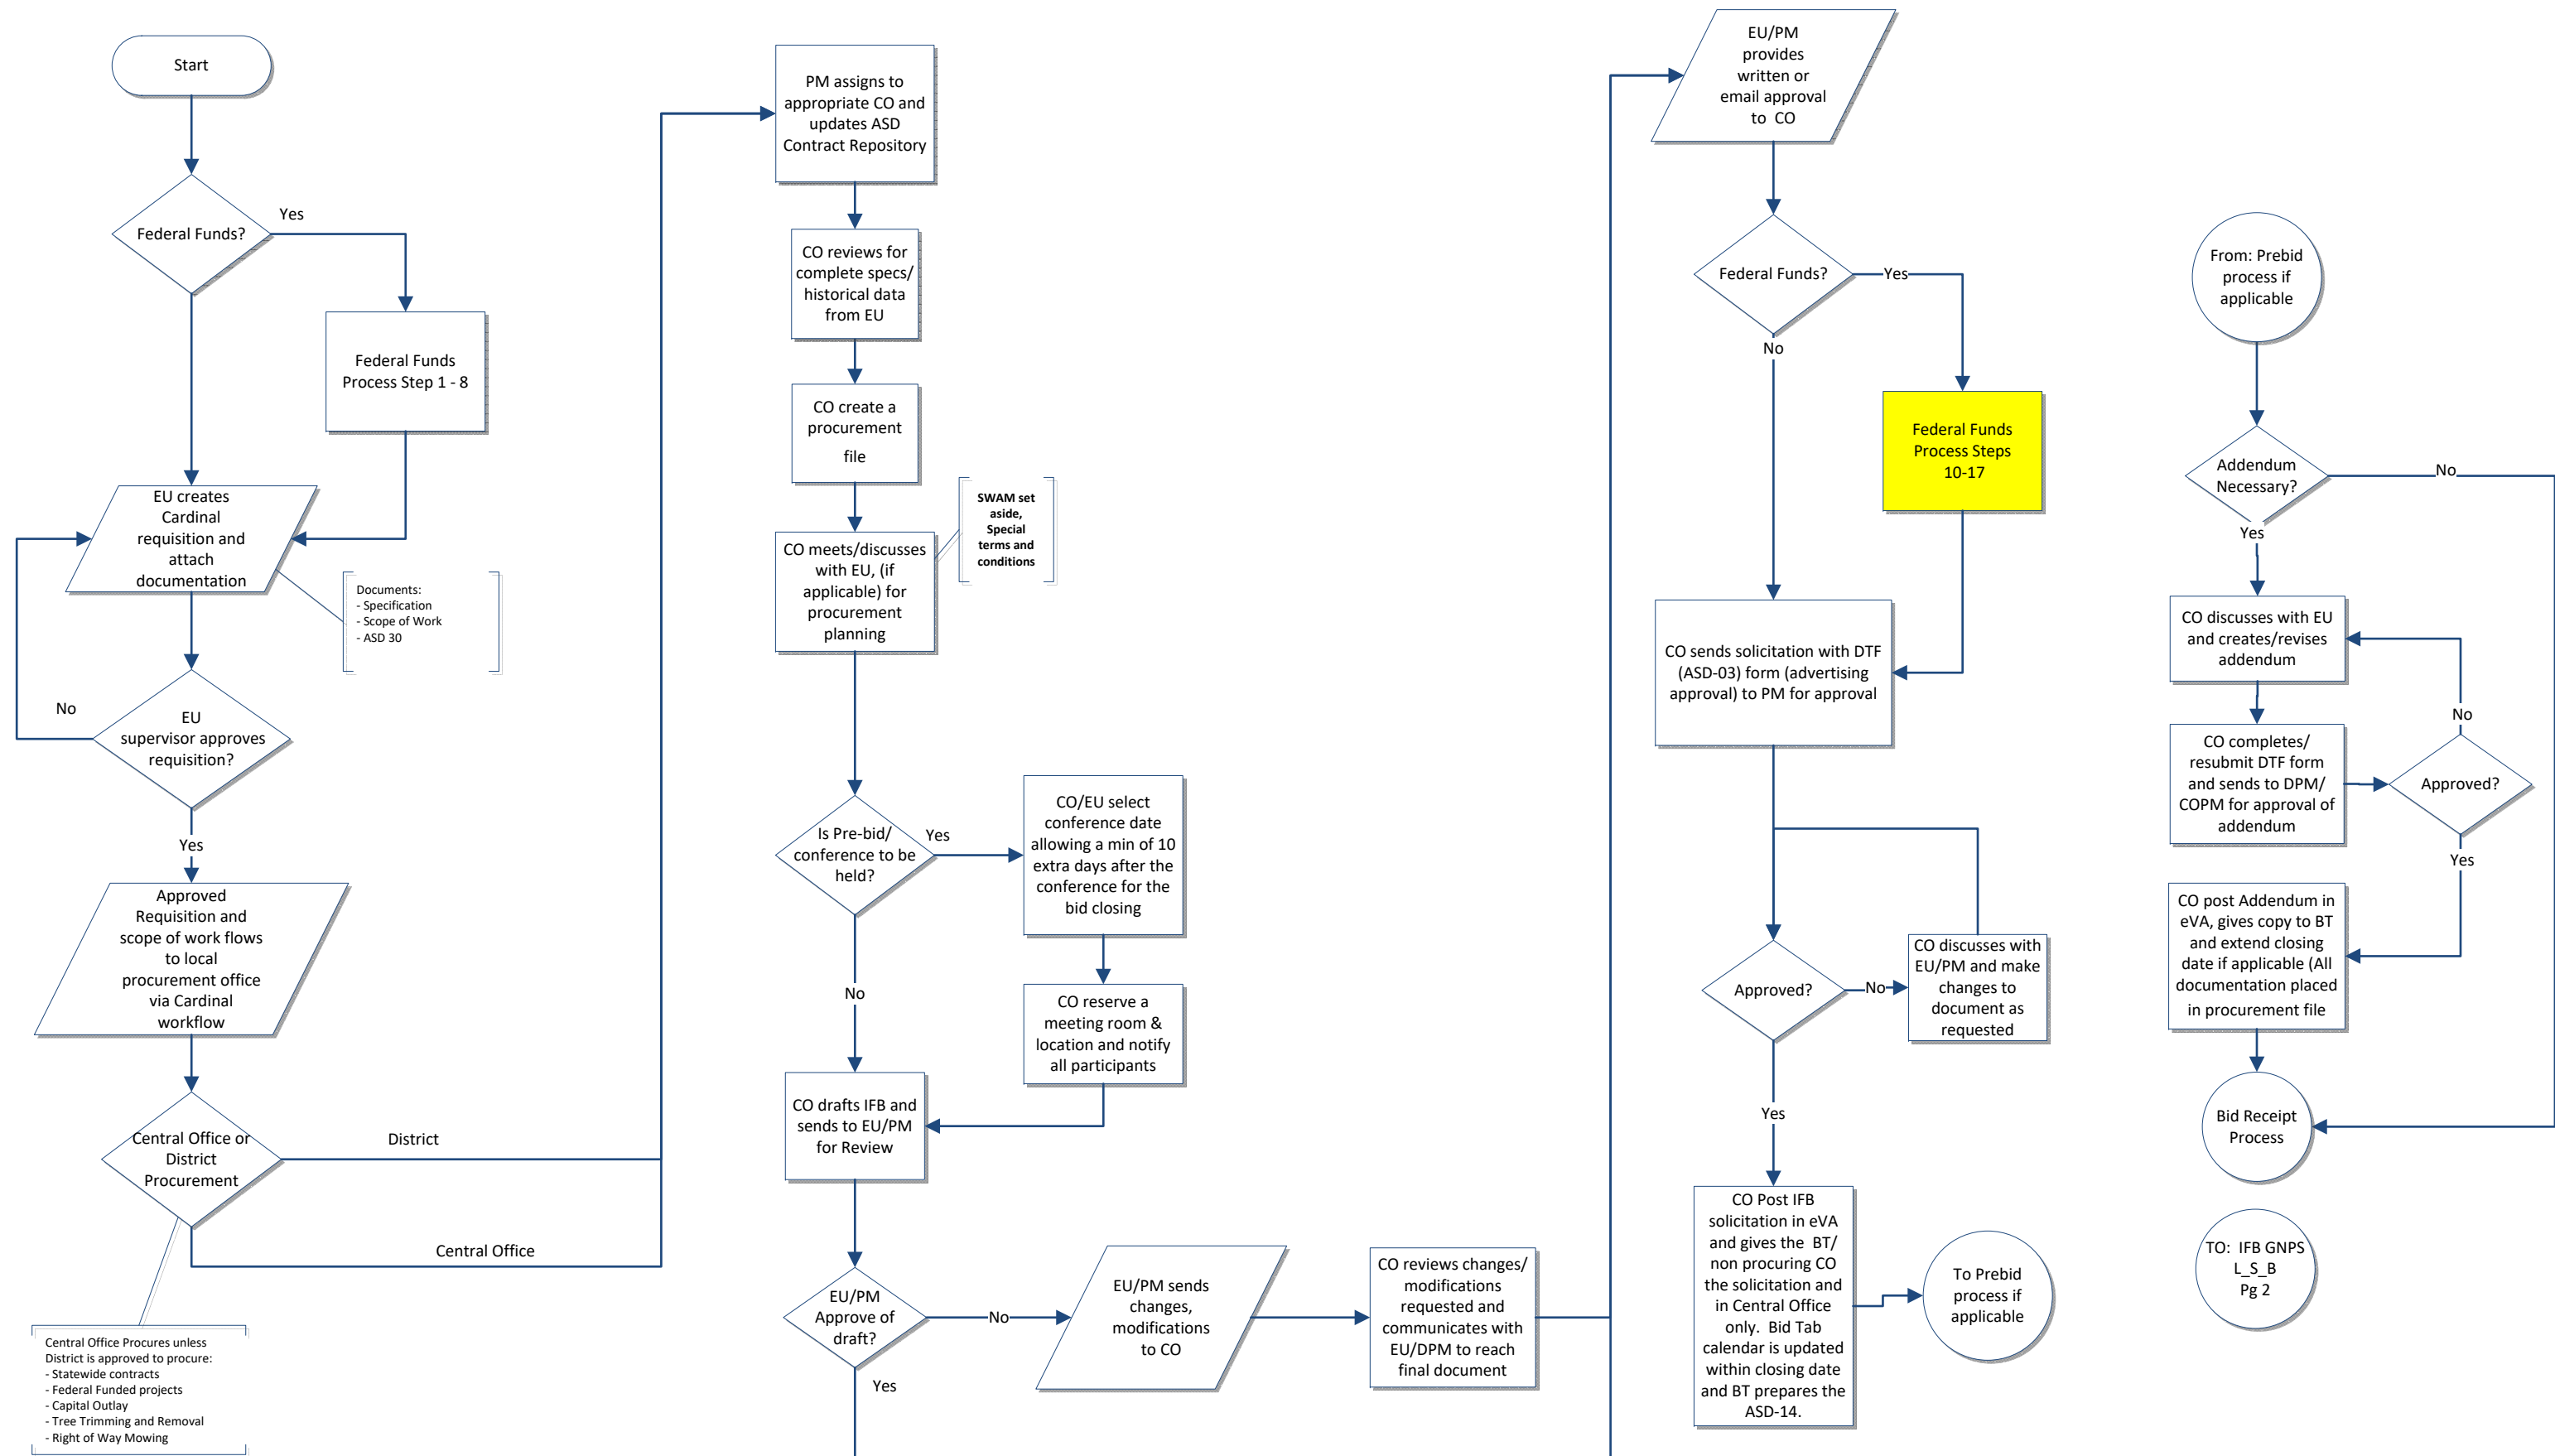 Start
Federal Funds?
Yes
Federal Funds
Process Step 1 - 8
EU creates
Cardinal
requisition and
attach
documentation
Documents:
- Specification
- Scope of Work
- ASD 30
EU
supervisor approves
requisition?
No
Yes
Approved
Requisition and
scope of work flows
to local
procurement office
via Cardinal
workflow
Central Office or
District
Procurement
District
Central Office
Central Office Procures unless
District is approved to procure:
- Statewide contracts
- Federal Funded projects
- Capital Outlay
- Tree Trimming and Removal
- Right of Way Mowing
PM assigns to
appropriate CO and
updates ASD
Contract Repository
CO reviews for
complete specs/
historical data
from EU
CO create a
procurement
file
SWAM set
aside,
Special
terms and
conditions
CO meets/discusses
with EU, (if
applicable) for
procurement
planning
Is Pre-bid/
conference to be
held?
Yes
CO/EU select
conference date
allowing a min of 10
extra days after the
conference for the
bid closing
No
CO reserve a
meeting room &
location and notify
all participants
CO drafts IFB and
sends to EU/PM
for Review
EU/PM
Approve of
draft?
No
Yes
EU/PM sends
changes,
modifications
to CO
CO reviews changes/
modifications
requested and
communicates with
EU/DPM to reach
final document
EU/PM
provides
written or
email approval
to CO
Federal Funds?
Yes
No
Federal Funds
Process Steps
10-17
CO sends solicitation with DTF
(ASD-03) form (advertising
approval) to PM for approval
Approved?
No
CO discusses with
EU/PM and make
changes to
document as
requested
Yes
CO Post IFB
solicitation in eVA
and gives the BT/
non procuring CO
the solicitation and
in Central Office
only. Bid Tab
calendar is updated
within closing date
and BT prepares the
ASD-14.
To Prebid
process if
applicable
From: Prebid
process if
applicable
Addendum
Necessary?
No
Yes
CO discusses with EU
and creates/revises
addendum
CO completes/
resubmit DTF form
and sends to DPM/
COPM for approval of
addendum
No
Approved?
Yes
CO post Addendum in
eVA, gives copy to BT
and extend closing
date if applicable (All
documentation placed
in procurement file
Bid Receipt
Process
TO: IFB GNPS
L_S_B
Pg 2